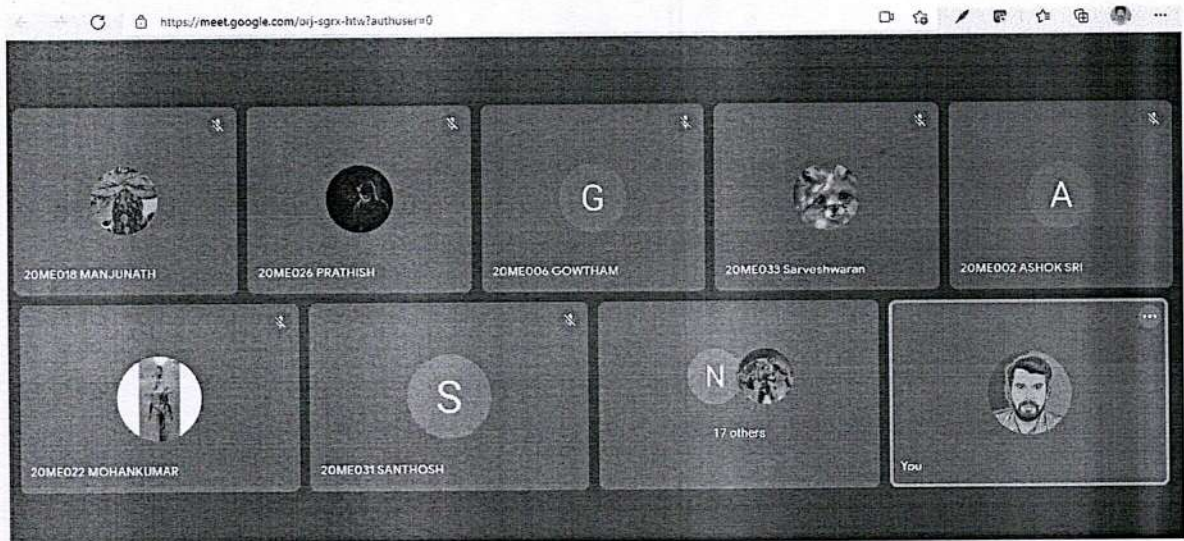 https://meet.google.com/orj-sgrx-htw?authuser=0
20ME018 MANJUNATH
20ME026 PRATHISH
G
20ME006 GOWTHAM
20ME033 Sarveshwaran
A
20ME002 ASHOK SRI
20ME022 MOHANKUMAR
S
20ME031 SANTHOSH
N
17 others
You